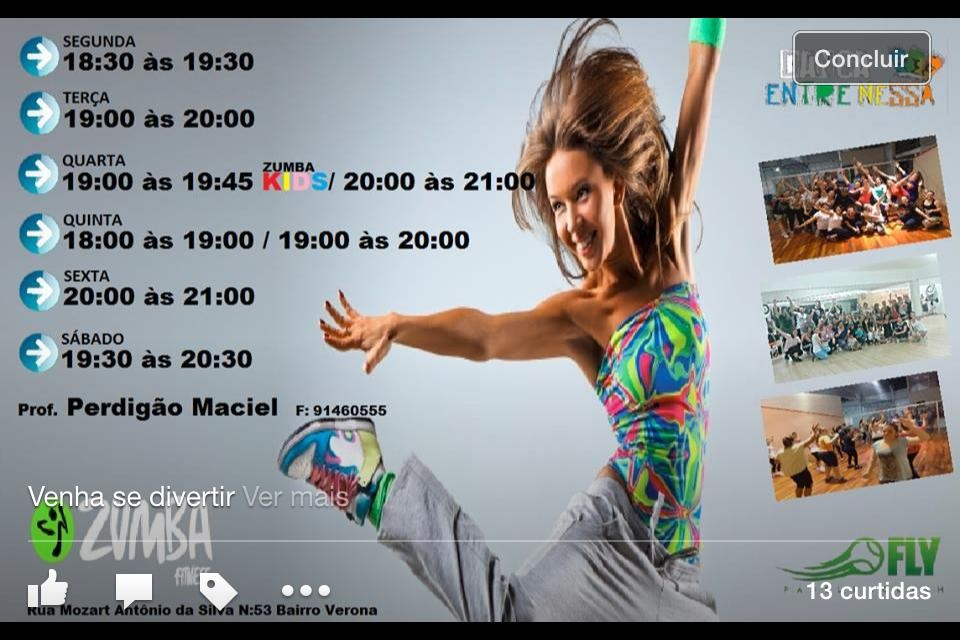 SEGUNDA
18:30 às 19:30
TERÇA
19:00 às 20:00
QUARTA
19:00 às 19:45 ZUMBA KIDS/ 20:00 às 21:00
QUINTA
18:00 às 19:00 / 19:00 às 20:00
SEXTA
20:00 às 21:00
SÁBADO
19:30 às 20:30
Prof. Perdigão Maciel F: 91460555
Concluir
ENTRE NESSA
Venha se divertir Ver mais
ZUMBA
FITNESS
FLY
13 curtidas
Rua Mozart Antônio da Silva N:53 Bairro Verona